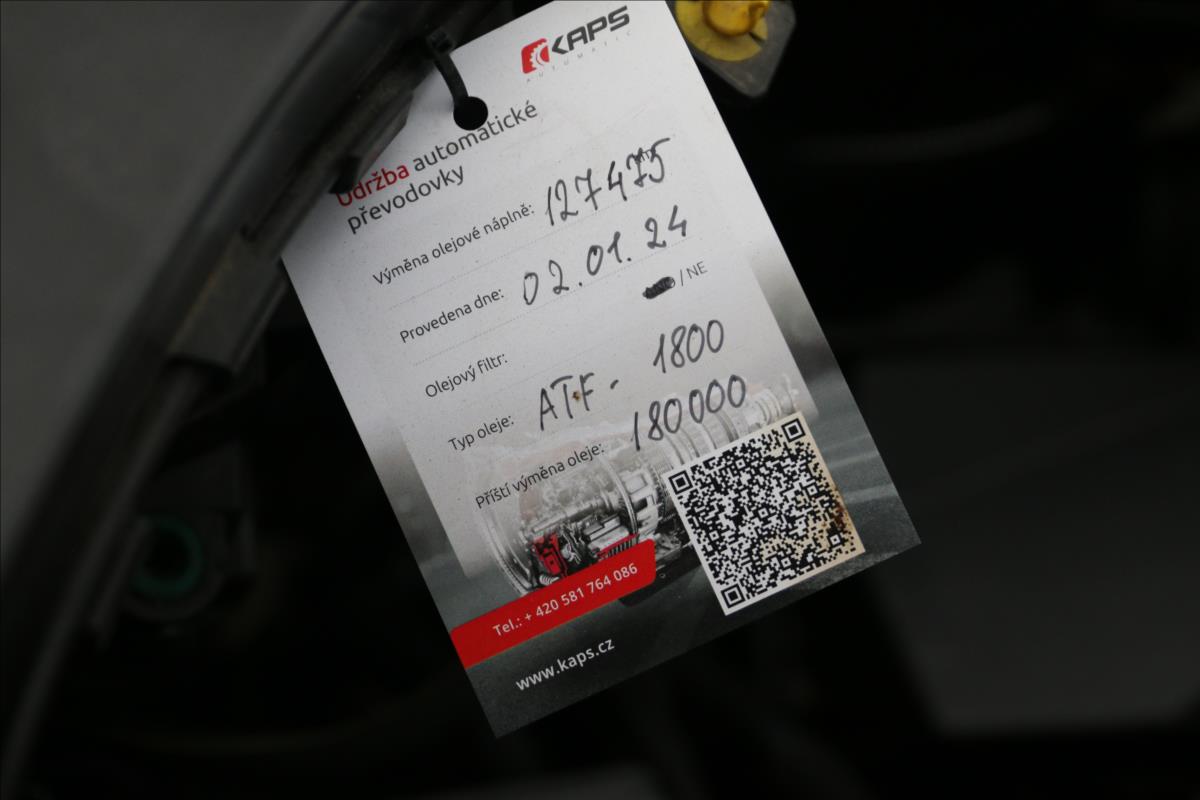 KAPS
AUTOMATIC
Údržba automatické
převodovky
Výměna olejové náplně: 127475
Provedena dne: 02.01.24
Olejový filtr: / NE
Typ oleje: ATF - 1800
Příští výměna oleje: 180000
Tel.: + 420 581 764 086
www.kaps.cz